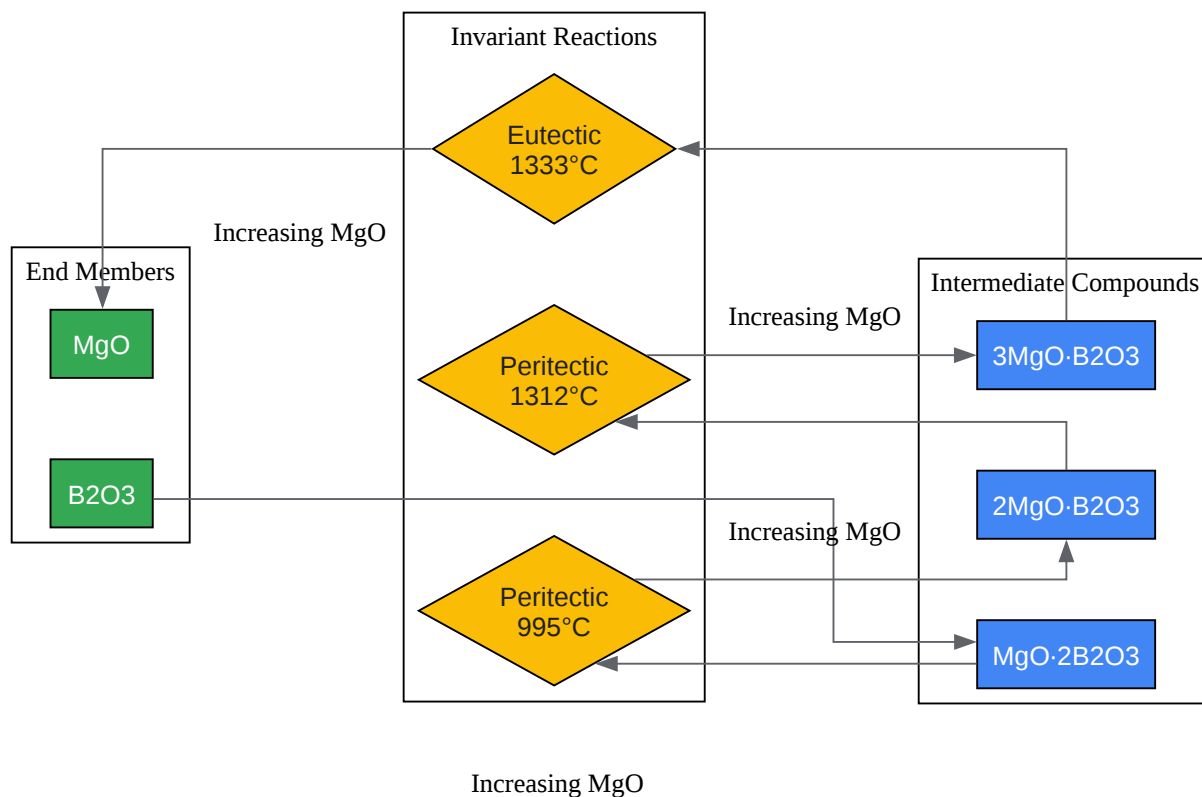 Invariant Reactions
Eutectic
1333°C
Increasing MgO
End Members
MgO
B2O3
Peritectic
1312°C
Increasing MgO
Intermediate Compounds
3MgO·B2O3
2MgO·B2O3
Increasing MgO
Peritectic
995°C
MgO·2B2O3
Increasing MgO